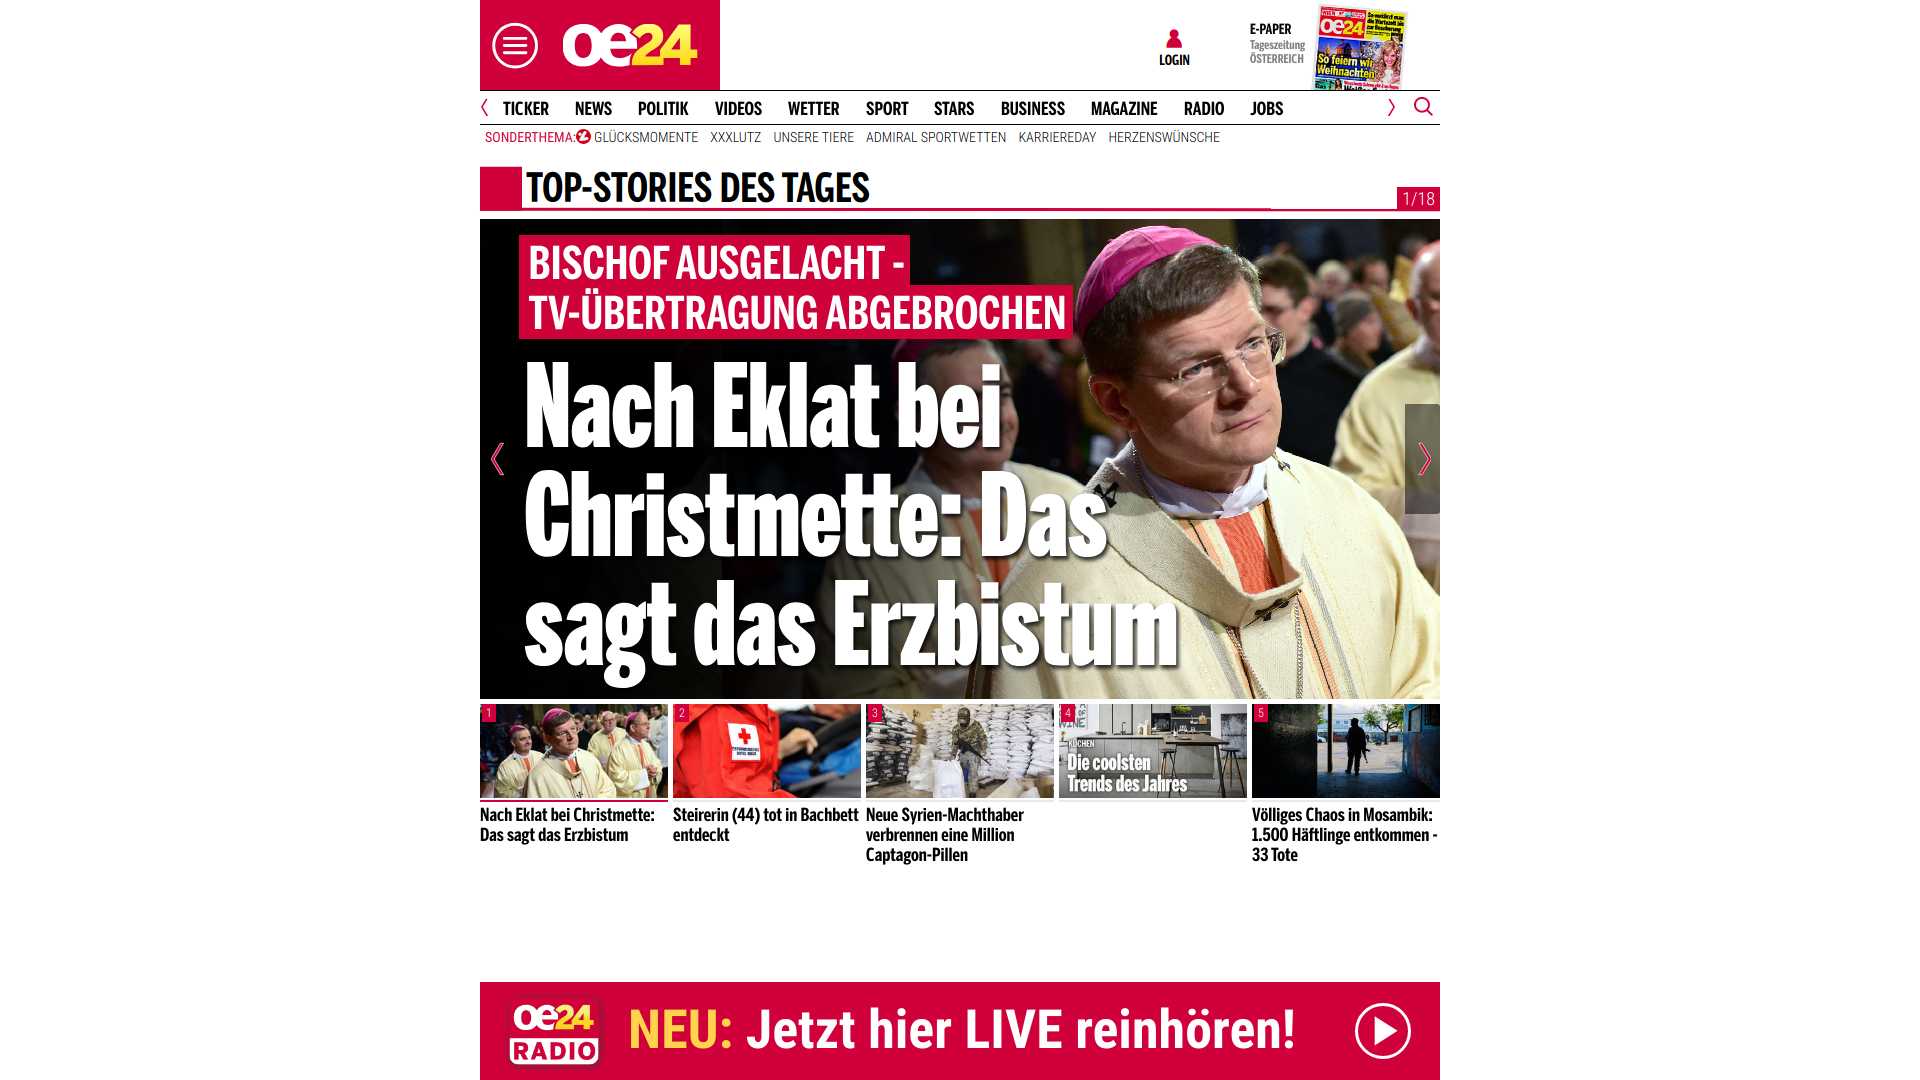 oe24
LOGIN
E-PAPER
Tageszeitung
ÖSTERREICH
oe24
So feiern wir
Weihnachten
TICKER NEWS POLITIK VIDEOS WETTER SPORT STARS BUSINESS MAGAZINE RADIO JOBS
SONDERTHEMA: GLÜCKSMOMENTE XXXLUTZ UNSERE TIERE ADMIRAL SPORTWETTEN KARRIEREDAY HERZENSWÜNSCHE
TOP-STORIES DES TAGES
1/18
BISCHOF AUSGELACHT -
TV-ÜBERTRAGUNG ABGEBROCHEN
Nach Eklat bei
Christmette: Das
sagt das Erzbistum
1
2
3
4
5
KÜCHEN
Die coolsten
Trends des Jahres
Nach Eklat bei Christmette:
Das sagt das Erzbistum
Steirerin (44) tot in Bachbett
entdeckt
Neue Syrien-Machthaber
verbrennen eine Million
Captagon-Pillen
Völliges Chaos in Mosambik:
1.500 Häftlinge entkommen -
33 Tote
oe24
RADIO
NEU: Jetzt hier LIVE reinhören!